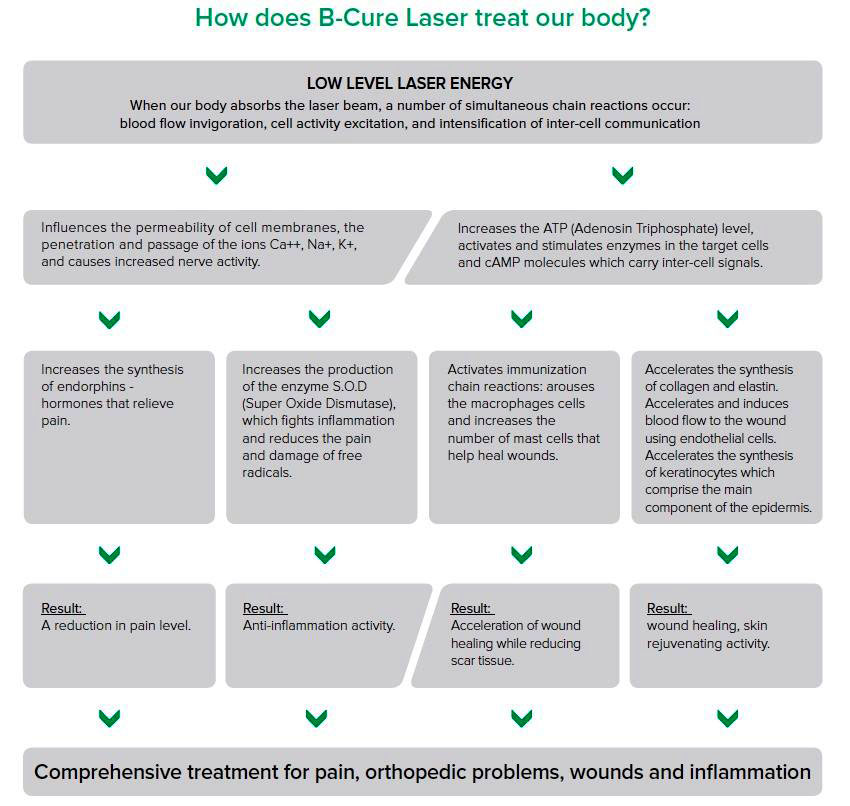 How does B-Cure Laser treat our body?
LOW LEVEL LASER ENERGY
When our body absorbs the laser beam, a number of simultaneous chain reactions occur:
blood flow invigoration, cell activity excitation, and intensification of inter-cell communication
Influences the permeability of cell membranes, the
penetration and passage of the ions Ca++, Na+, K+,
and causes increased nerve activity.
Increases the ATP (Adenosin Triphosphate) level,
activates and stimulates enzymes in the target cells
and cAMP molecules which carry inter-cell signals.
Increases the synthesis
of endorphins -
hormones that relieve
pain.
Increases the production
of the enzyme S.O.D
(Super Oxide Dismutase),
which fights inflammation
and reduces the pain
and damage of free
radicals.
Activates immunization
chain reactions: arouses
the macrophages cells
and increases the
number of mast cells that
help heal wounds.
Accelerates the synthesis
of collagen and elastin.
Accelerates and induces
blood flow to the wound
using endothelial cells.
Accelerates the synthesis
of keratinocytes which
comprise the main
component of the epidermis.
Result:
A reduction in pain level.
Result:
Anti-inflammation activity.
Result:
Acceleration of wound
healing while reducing
scar tissue.
Result:
wound healing, skin
rejuvenating activity.
Comprehensive treatment for pain, orthopedic problems, wounds and inflammation